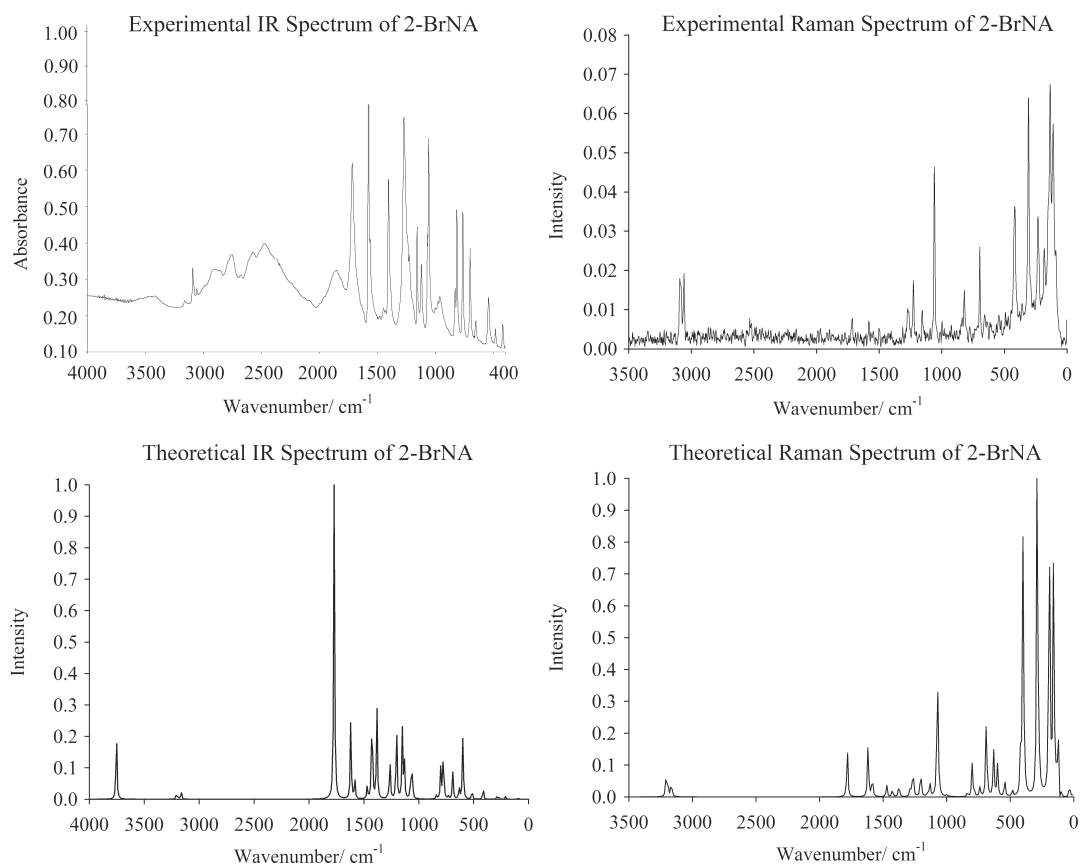 Experimental IR Spectrum of 2-BrNA
1.00
0.90
0.80
0.70
0.60
0.50
0.40
0.30
0.20
0.10
Absorbance
4000 3500 3000 2500 2000 1500 1000 400
Wavenumber/ cm-1
Experimental Raman Spectrum of 2-BrNA
0.08
0.07
0.06
0.05
0.04
0.03
0.02
0.01
0.00
Intensity
3500 3000 2500 2000 1500 1000 500 0
Wavenumber/ cm-1
Theoretical IR Spectrum of 2-BrNA
1.0
0.9
0.8
0.7
0.6
0.5
0.4
0.3
0.2
0.1
0.0
Intensity
4000 3500 3000 2500 2000 1500 1000 500 0
Wavenumber/ cm-1
Theoretical Raman Spectrum of 2-BrNA
1.0
0.9
0.8
0.7
0.6
0.5
0.4
0.3
0.2
0.1
0.0
Intensity
3500 3000 2500 2000 1500 1000 500 0
Wavenumber/ cm-1